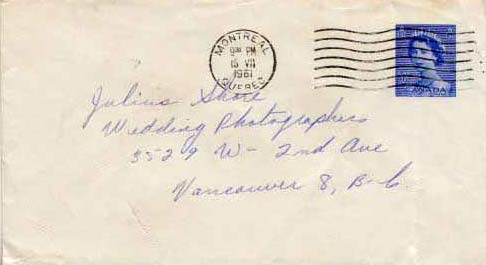 MONTREAL
9 30 PM
15 VII
1961
QUEBEC
CANADA
Julius Shore
Wedding Photographers
3529 W- 2nd Ave
Vancouver 8, B.C.